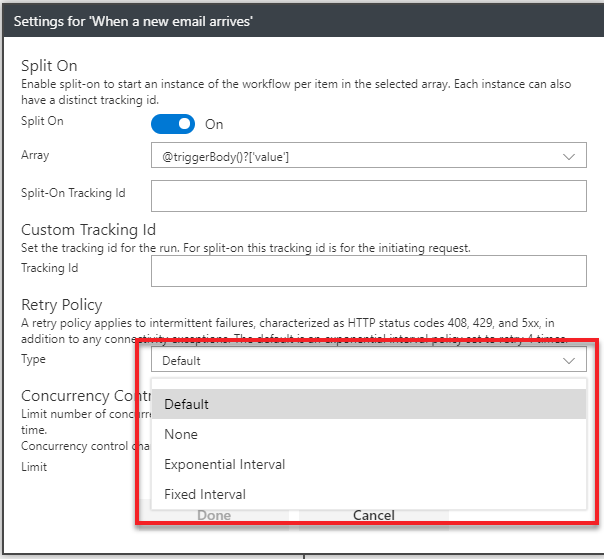 Settings for 'When a new email arrives'
Split On
Enable split-on to start an instance of the workflow per item in the selected array. Each instance can also
have a distinct tracking id.
Split On
On
Array
@triggerBody()?['value']
Split-On Tracking Id
Custom Tracking Id
Set the tracking id for the run. For split-on this tracking id is for the initiating request.
Tracking Id
Retry Policy
A retry policy applies to intermittent failures, characterized as HTTP status codes 408, 429, and 5xx, in
addition to any connectivity exceptions. The default is an exponential interval policy set to retry 4 times.
Type
Default
Concurrency Contr
Limit number of concurre
time.
Concurrency control cha
Limit
Default
None
Exponential Interval
Fixed Interval
Done
Cancel